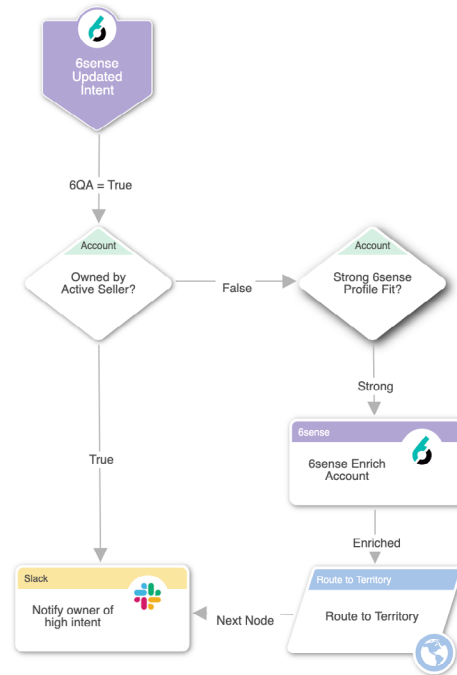 6sense
Updated
Intent
6QA = True
Account
Owned by
Active Seller?
False
Account
Strong 6sense
Profile Fit?
Strong
6sense
6sense Enrich
Account
True
Enriched
Slack
Notify owner of
high intent
Next Node
Route to Territory
Route to Territory